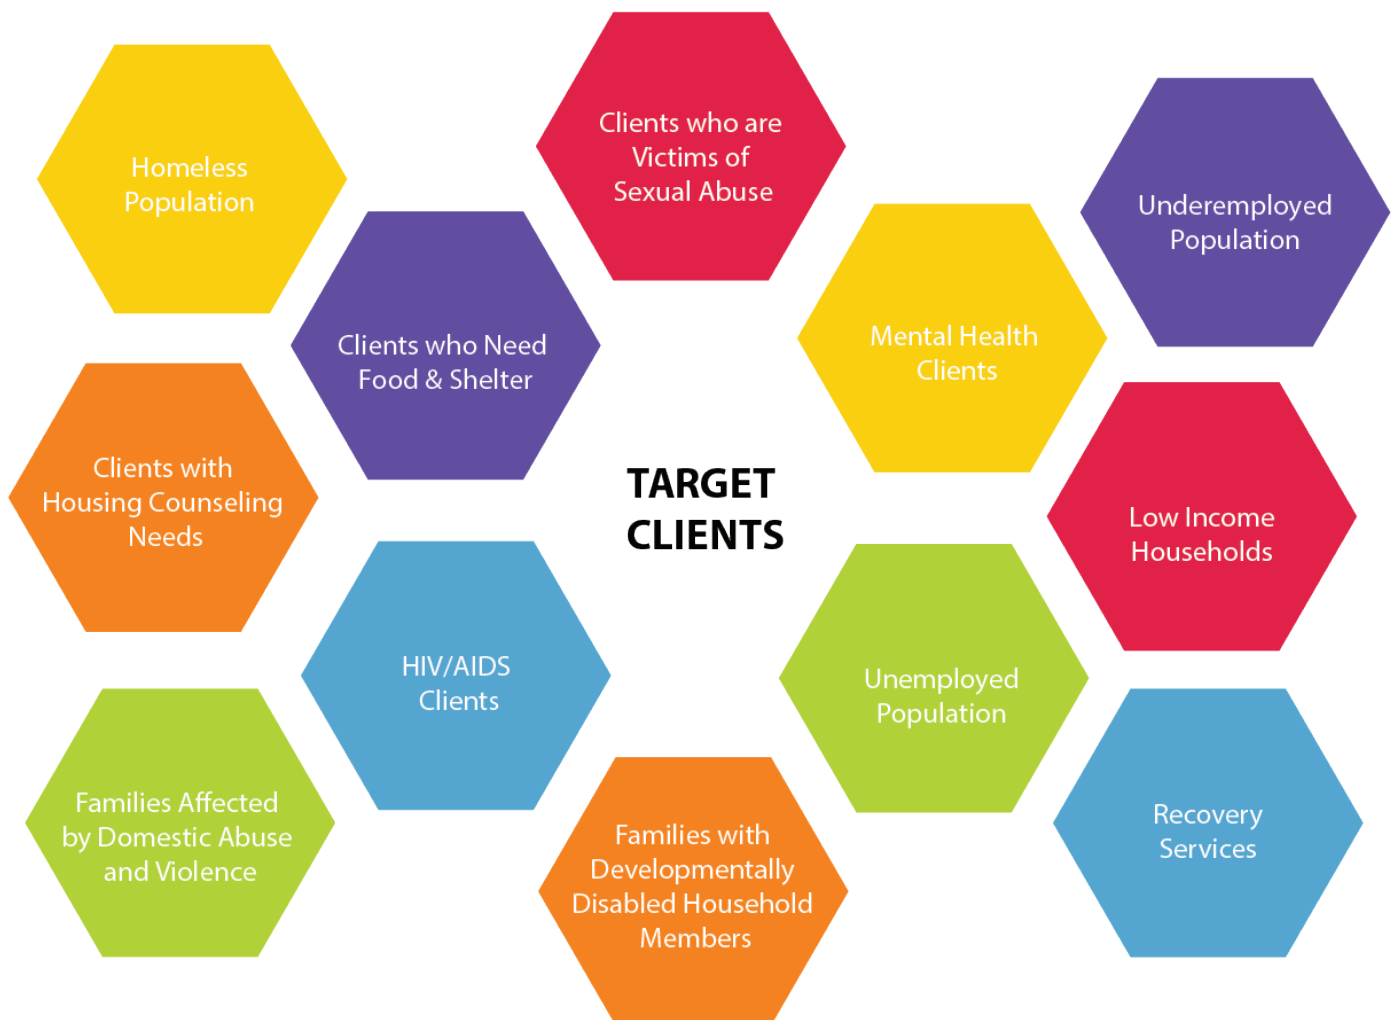 Homeless
Population
Clients who are
Victims of
Sexual Abuse
Underemployed
Population
Clients who Need
Food & Shelter
Mental Health
Clients
Clients with
Housing Counseling
Needs
TARGET
CLIENTS
Low Income
Households
HIV/AIDS
Clients
Unemployed
Population
Families Affected
by Domestic Abuse
and Violence
Families with
Developmentally
Disabled Household
Members
Recovery
Services